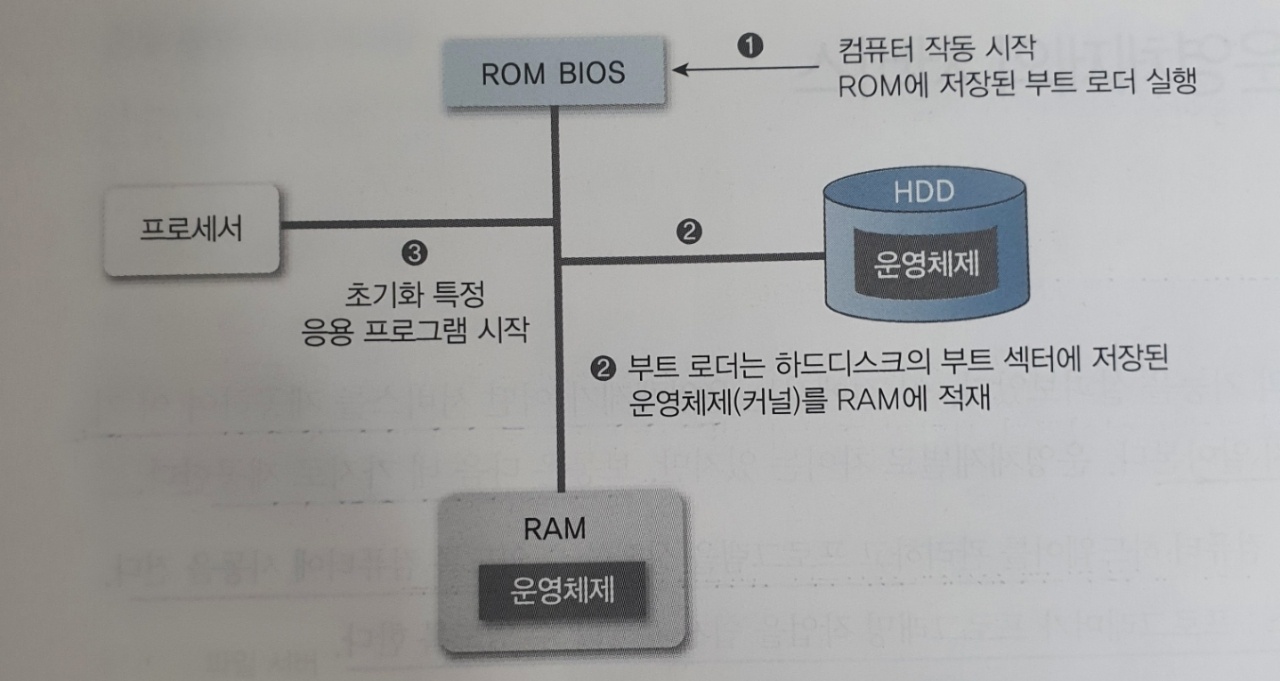 ROM BIOS
❶
컴퓨터 작동 시작
ROM에 저장된 부트 로더 실행
프로세서
❸
초기화 특정
응용 프로그램 시작
❷
HDD
운영체제
❷ 부트 로더는 하드디스크의 부트 섹터에 저장된
운영체제(커널)를 RAM에 적재
RAM
운영체제